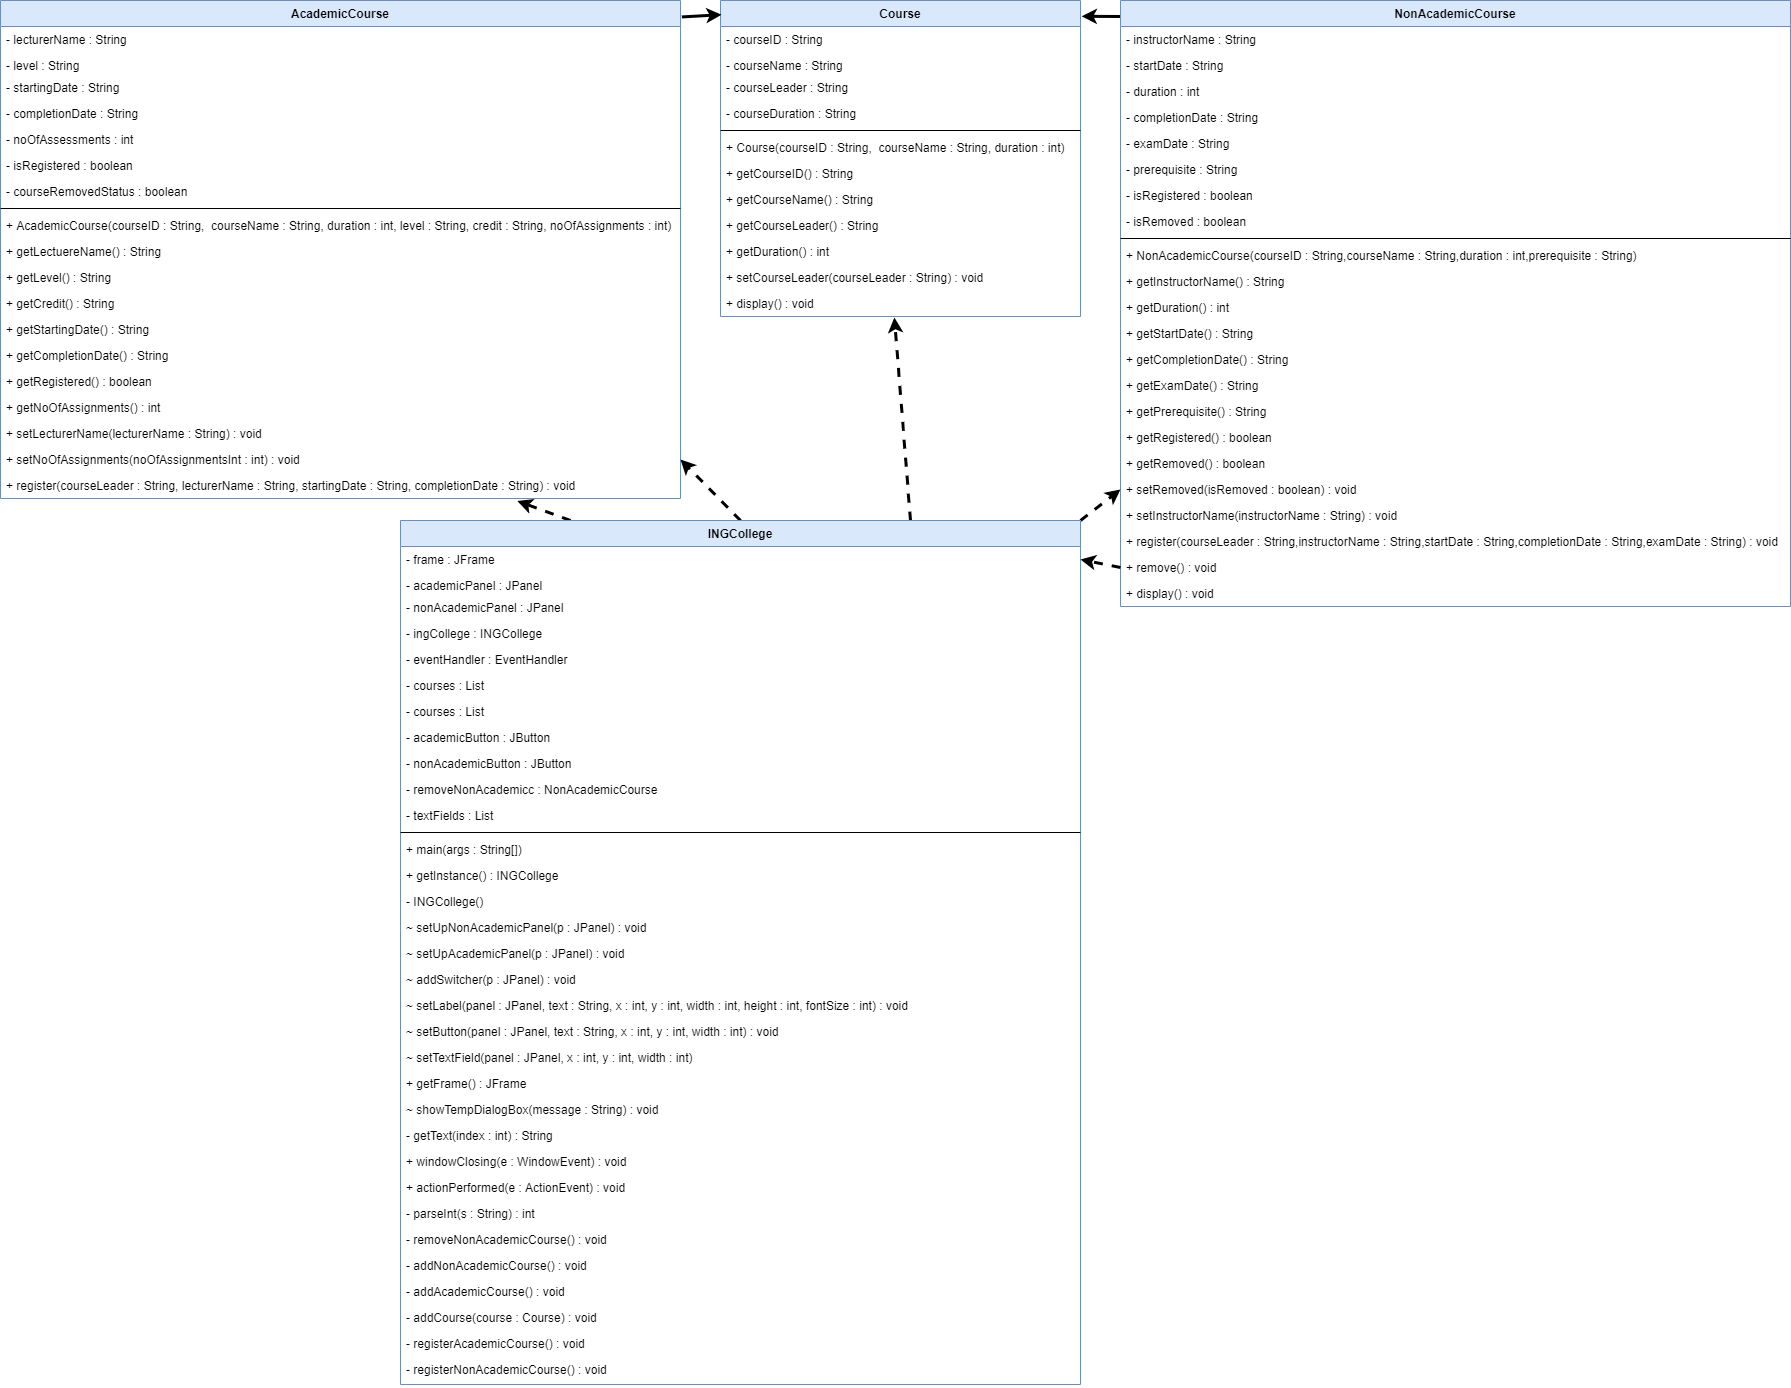 AcademicCourse
- lecturerName : String
- level : String
- startingDate : String
- completionDate : String
- noOfAssessments : int
- isRegistered : boolean
- courseRemovedStatus : boolean
+ AcademicCourse(courseID : String,  courseName : String, duration : int, level : String, credit : String, noOfAssignments : int)
+ getLectuereName() : String
+ getLevel() : String
+ getCredit() : String
+ getStartingDate() : String
+ getCompletionDate() : String
+ getRegistered() : boolean
+ getNoOfAssignments() : int
+ setLecturerName(lecturerName : String) : void
+ setNoOfAssignments(noOfAssignmentsInt : int) : void
+ register(courseLeader : String, lecturerName : String, startingDate : String, completionDate : String) : void
Course
- courseID : String
- courseName : String
- courseLeader : String
- courseDuration : String
+ Course(courseID : String,  courseName : String, duration : int)
+ getCourseID() : String
+ getCourseName() : String
+ getCourseLeader() : String
+ getDuration() : int
+ setCourseLeader(courseLeader : String) : void
+ display() : void
NonAcademicCourse
- instructorName : String
- startDate : String
- duration : int
- completionDate : String
- examDate : String
- prerequisite : String
- isRegistered : boolean
- isRemoved : boolean
+ NonAcademicCourse(courseID : String,courseName : String,duration : int,prerequisite : String)
+ getInstructorName() : String
+ getDuration() : int
+ getStartDate() : String
+ getCompletionDate() : String
+ getExamDate() : String
+ getPrerequisite() : String
+ getRegistered() : boolean
+ getRemoved() : boolean
+ setRemoved(isRemoved : boolean) : void
+ setInstructorName(instructorName : String) : void
+ register(courseLeader : String,instructorName : String,startDate : String,completionDate : String,examDate : String) : void
+ remove() : void
+ display() : void
INGCollege
- frame : JFrame
- academicPanel : JPanel
- nonAcademicPanel : JPanel
- ingCollege : INGCollege
- eventHandler : EventHandler
- courses : List
- courses : List
- academicButton : JButton
- nonAcademicButton : JButton
- removeNonAcademicc : NonAcademicCourse
- textFields : List
+ main(args : String[])
+ getInstance() : INGCollege
- INGCollege()
~ setUpNonAcademicPanel(p : JPanel) : void
~ setUpAcademicPanel(p : JPanel) : void
~ addSwitcher(p : JPanel) : void
~ setLabel(panel : JPanel, text : String, x : int, y : int, width : int, height : int, fontSize : int) : void
~ setButton(panel : JPanel, text : String, x : int, y : int, width : int) : void
~ setTextField(panel : JPanel, x : int, y : int, width : int)
+ getFrame() : JFrame
~ showTempDialogBox(message : String) : void
- getText(index : int) : String
+ windowClosing(e : WindowEvent) : void
+ actionPerformed(e : ActionEvent) : void
- parseInt(s : String) : int
- removeNonAcademicCourse() : void
- addNonAcademicCourse() : void
- addAcademicCourse() : void
- addCourse(course : Course) : void
- registerAcademicCourse() : void
- registerNonAcademicCourse() : void